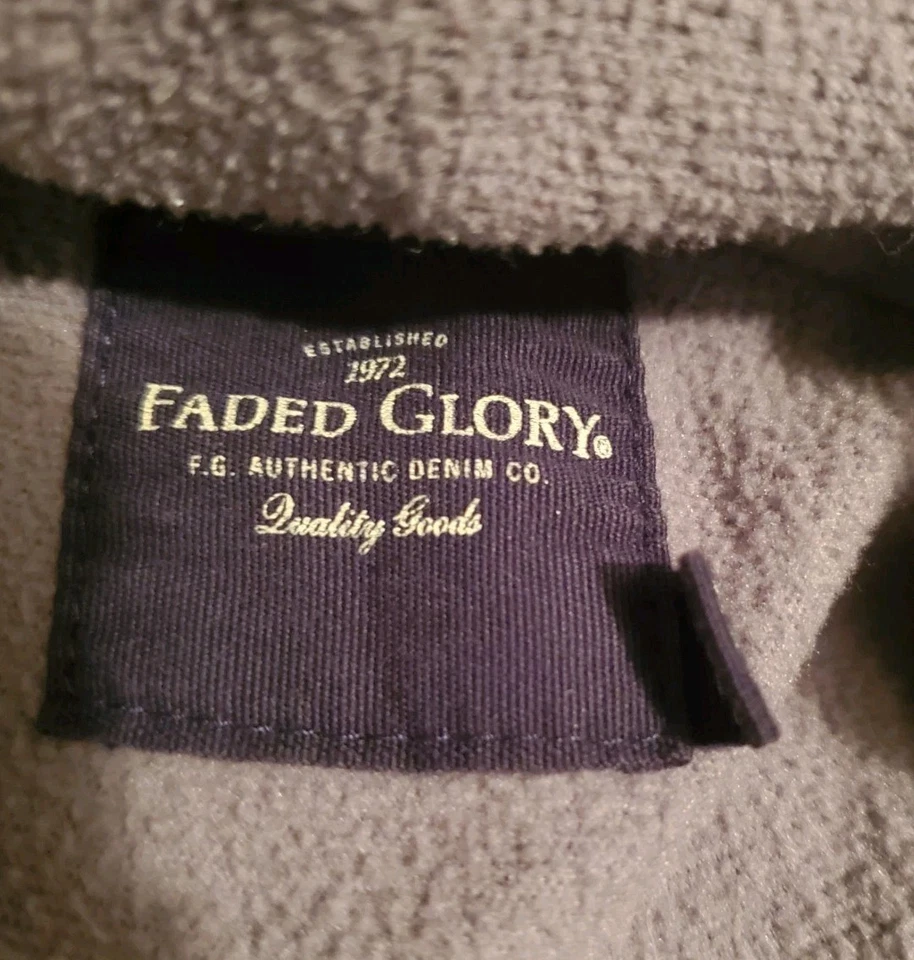 ESTABLISHED
1972
FADED GLORY®
F.G. AUTHENTIC DENIM CO.
Quality Goods